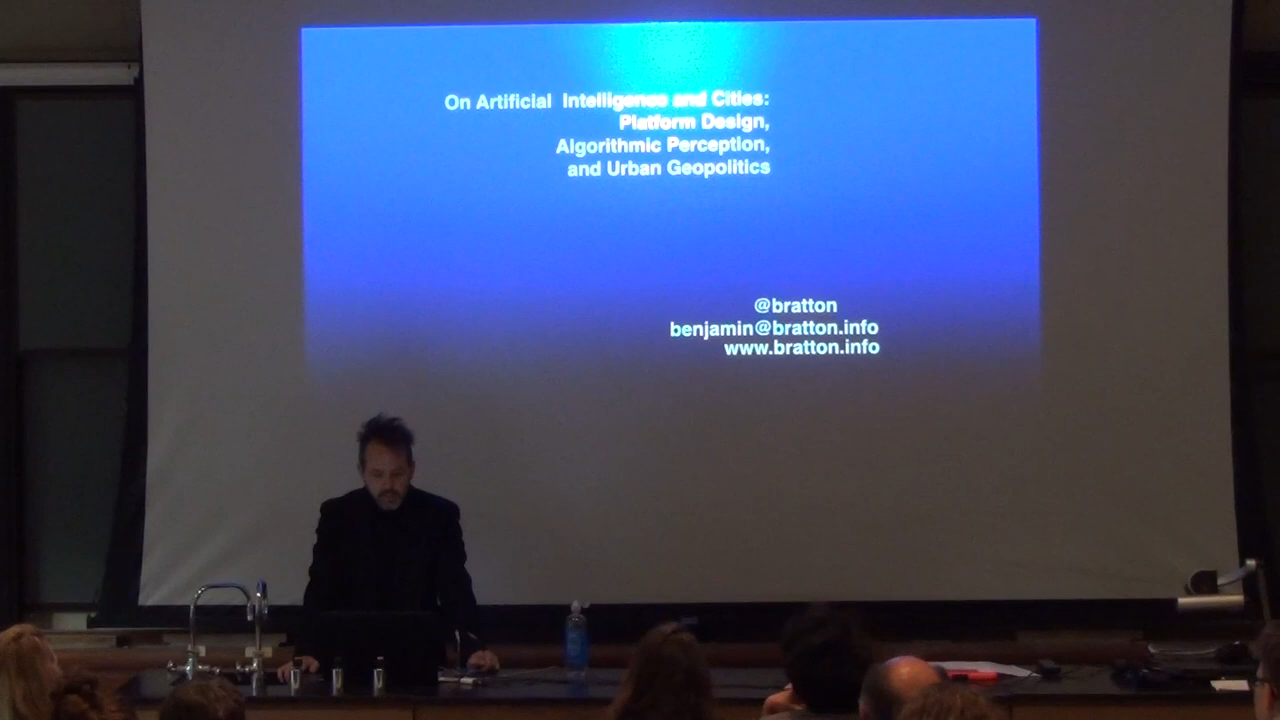 On Artificial Intelligence and Cities:
Platform Design,
Algorithmic Perception,
and Urban Geopolitics
@bratton
benjamin@bratton.info
www.bratton.info